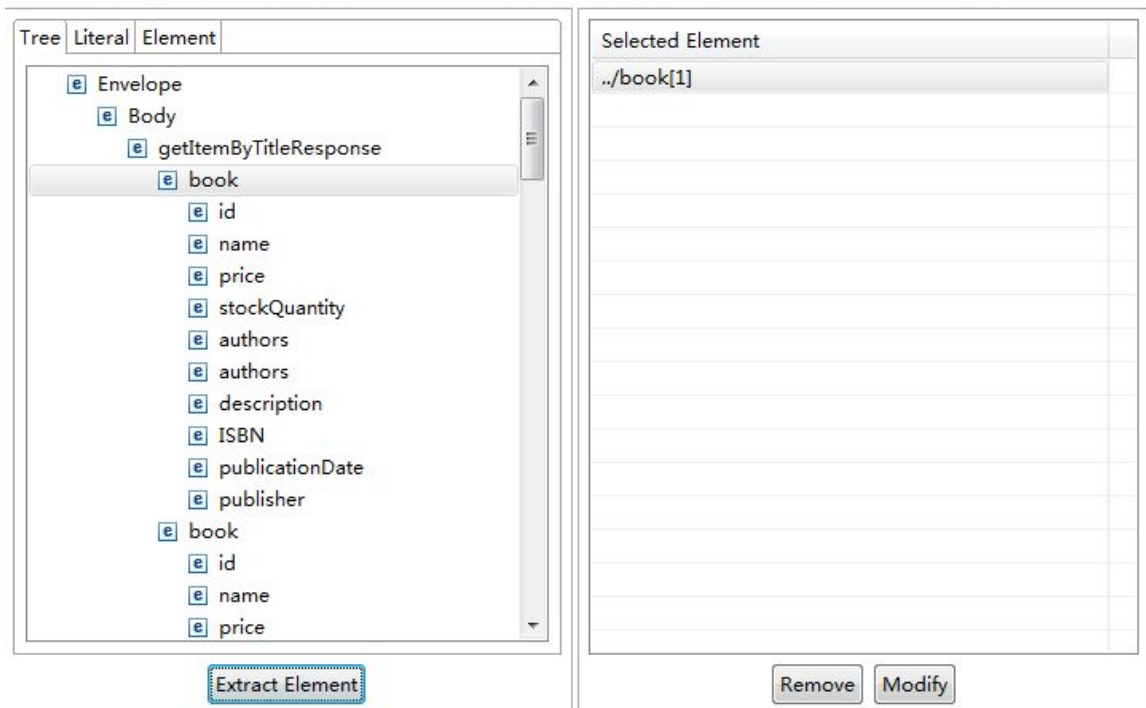 Tree Literal Element
e Envelope
e Body
e getItemByTitleResponse
e book
e id
e name
e price
e stockQuantity
e authors
e authors
e description
e ISBN
e publicationDate
e publisher
e book
e id
e name
e price
Extract Element
Selected Element
../book[1]
Remove Modify